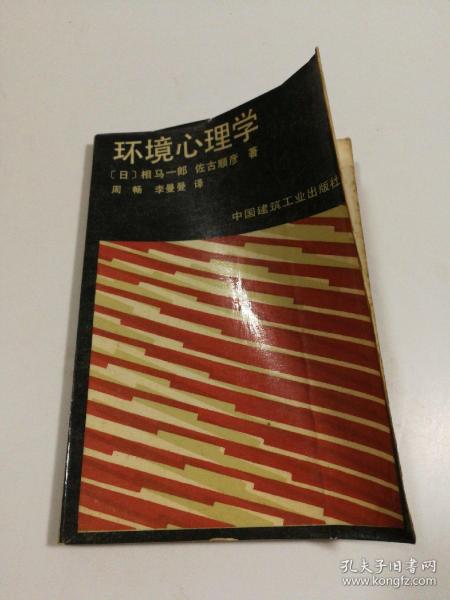 环境心理学
〔日〕相马一郎 佐古顺彦 著
周畅 李曼曼 译
中国建筑工业出版社
孔夫子旧书网
www.kongfz.com